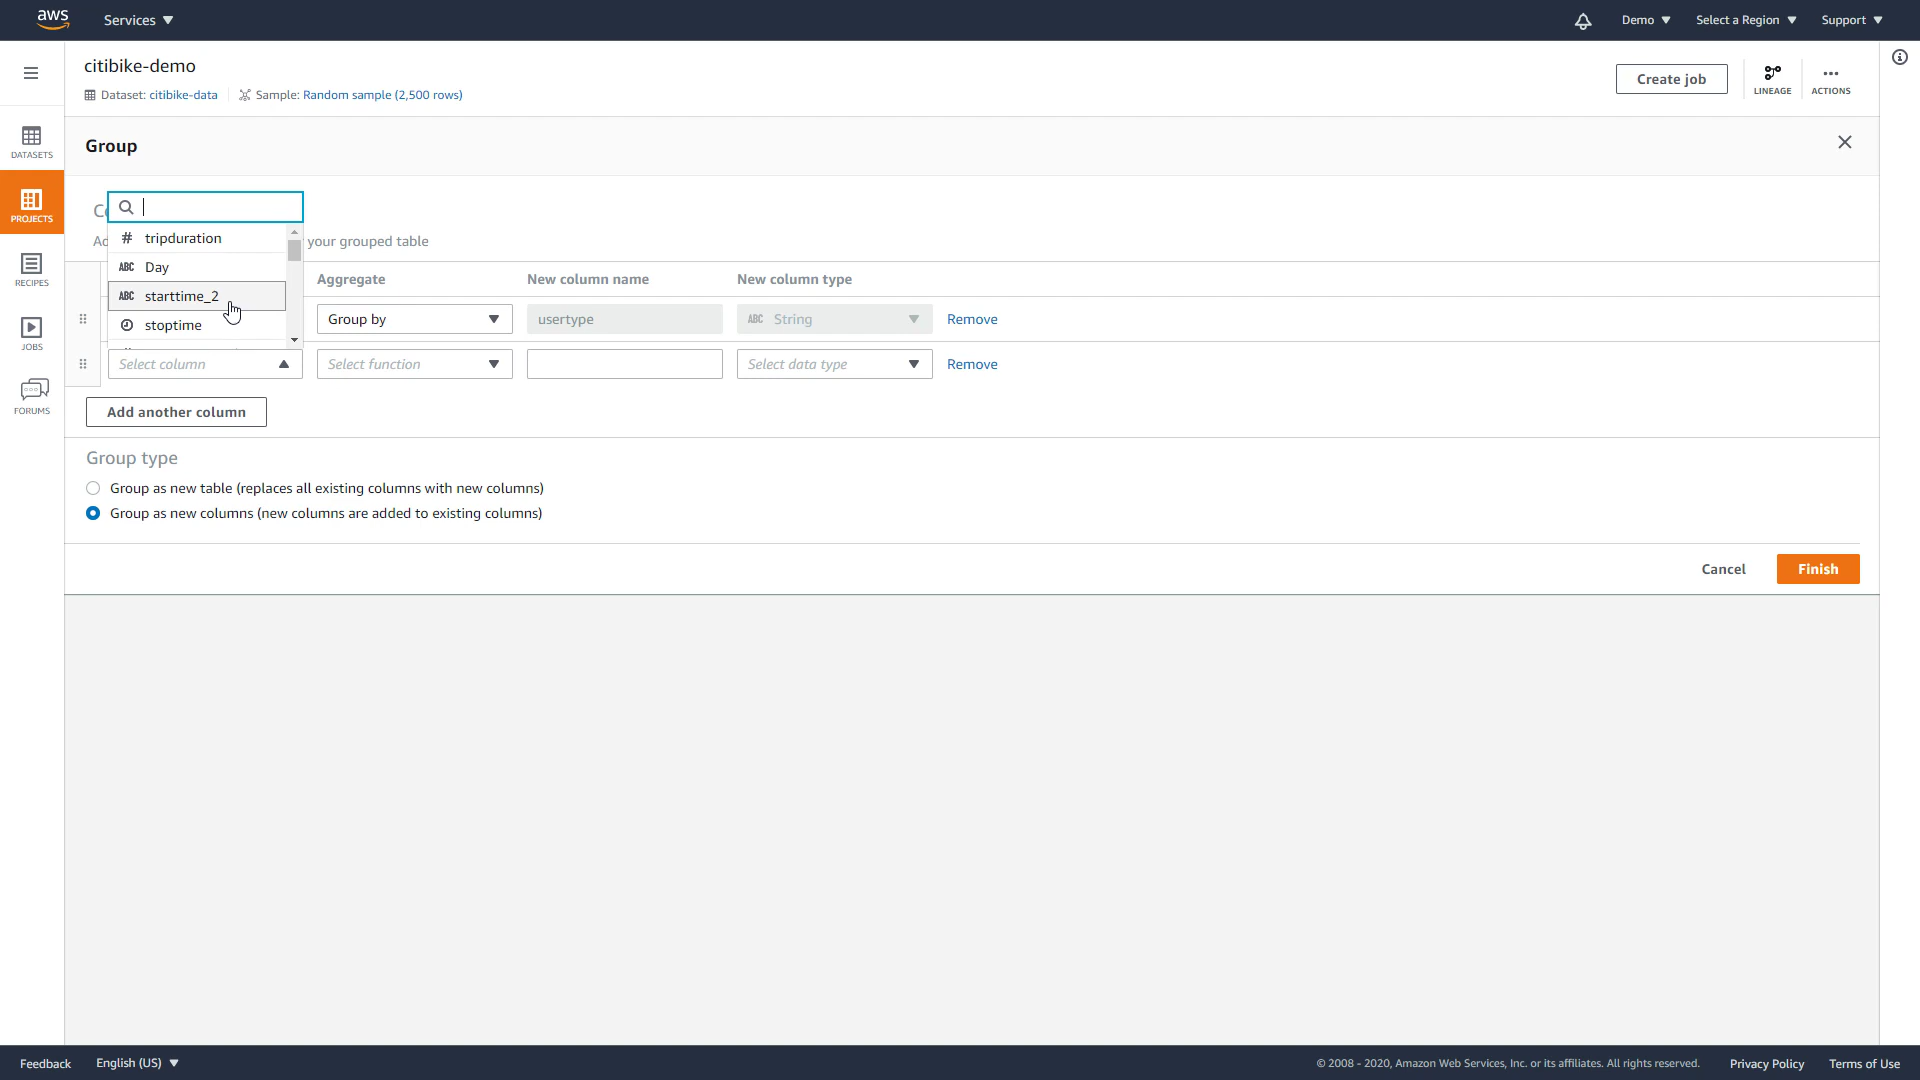 aws
Services
Demo
Select a Region
Support
citibike-demo
Dataset: citibike-data
Sample: Random sample (2,500 rows)
Create job
LINEAGE
ACTIONS
DATASETS
PROJECTS
RECIPES
JOBS
FORUMS
Group
your grouped table
# tripduration
ABC Day
ABC starttime_2
stoptime
Aggregate
New column name
New column type
Group by
usertype
ABC String
Remove
Select column
Select function
Select data type
Remove
Add another column
Group type
Group as new table (replaces all existing columns with new columns)
Group as new columns (new columns are added to existing columns)
Cancel
Finish
Feedback
English (US)
© 2008 - 2020, Amazon Web Services, Inc. or its affiliates. All rights reserved.
Privacy Policy
Terms of Use